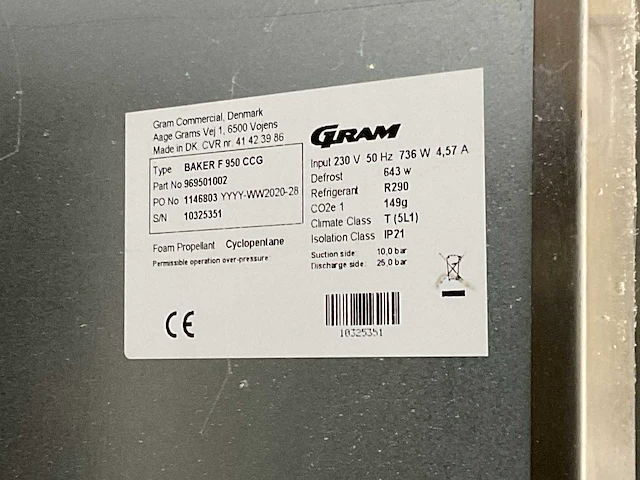 Gram Commercial, Denmark
Aage Grams Vej 1, 6500 Vojens
Made in DK. CVR nr. 41 42 39 86
Type BAKER F 950 CCG
Part No 969501002
PO No 1146803 YYYY-WW2020-28
S/N 10325351
Foam Propellant Cyclopentane
Permissible operation over-pressure:
CE
GRAM
Input 230 V 50 Hz 736 W 4,57 A
Defrost 643 w
Refrigerant R290
CO2e 1 149g
Climate Class T (5L1)
Isolation Class IP21
Suction side: 10,0 bar
Discharge side: 25,0 bar
10325351